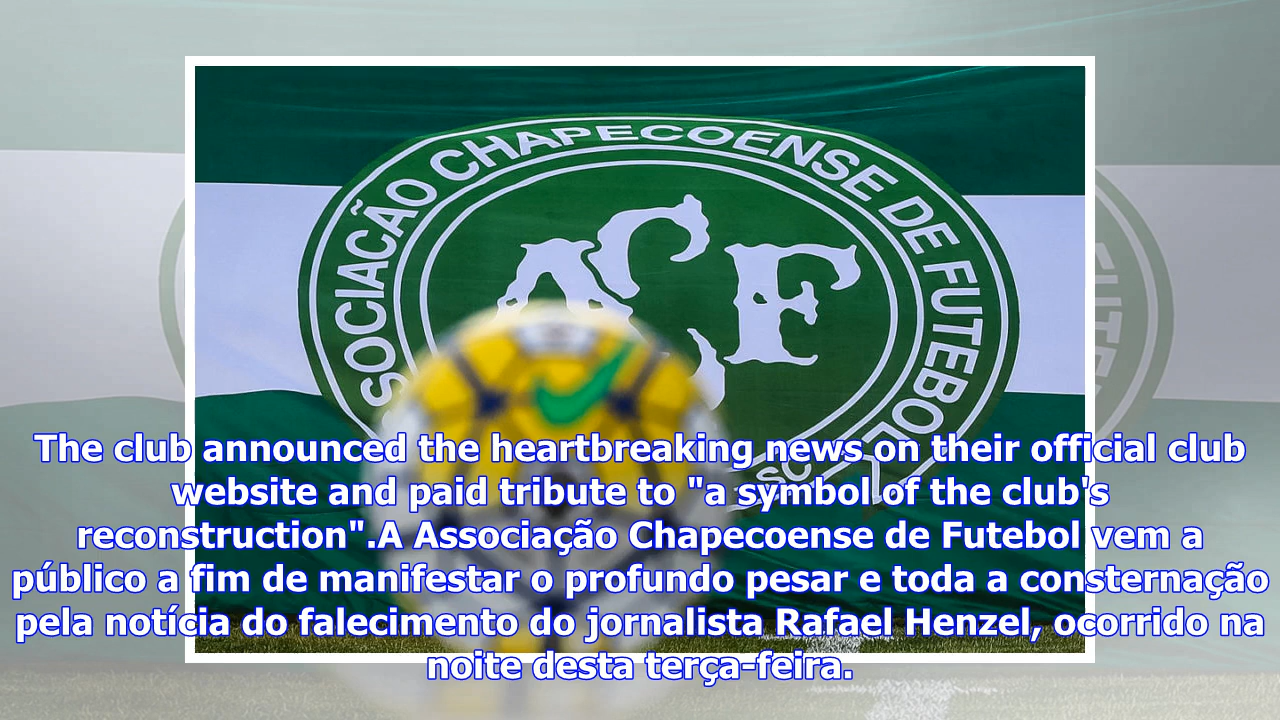 SOCIAÇÃO CHAPECOENSE DE FUTEBOL
ACF
SC
The club announced the heartbreaking news on their official club
website and paid tribute to "a symbol of the club's
reconstruction".A Associação Chapecoense de Futebol vem a
público a fim de manifestar o profundo pesar e toda a consternação
pela notícia do falecimento do jornalista Rafael Henzel, ocorrido na
noite desta terça-feira.